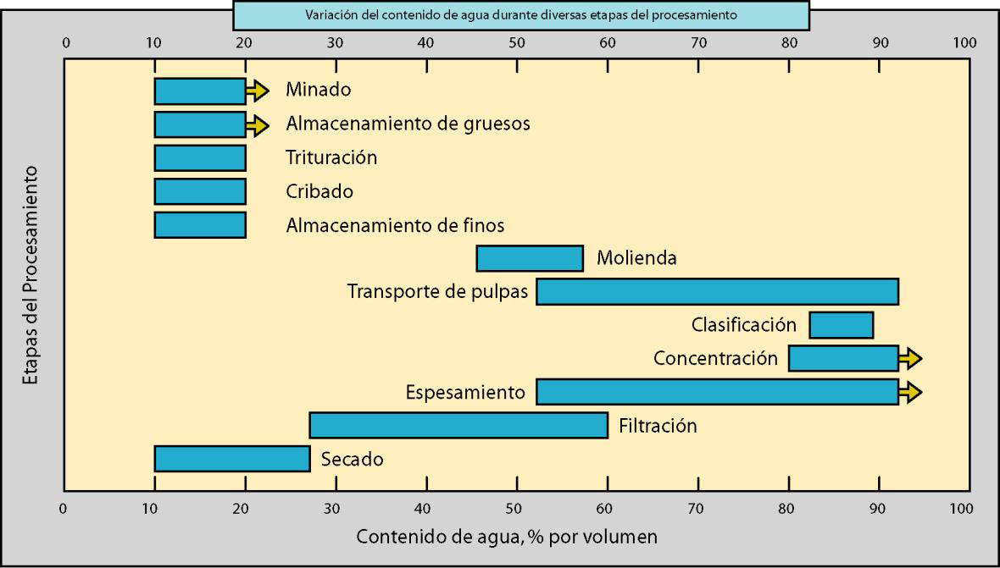 Variación del contenido de agua durante diversas etapas del procesamiento
0 10 20 30 40 50 60 70 80 90 100
Minado
Almacenamiento de gruesos
Trituración
Cribado
Almacenamiento de finos
Molienda
Transporte de pulpas
Clasificación
Concentración
Espesamiento
Filtración
Secado
Etapas del Procesamiento
0 10 20 30 40 50 60 70 80 90 100
Contenido de agua, % por volumen